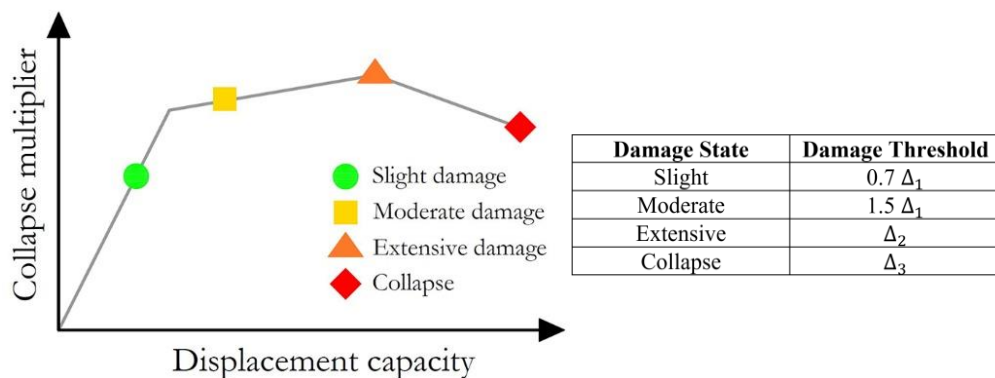 Collapse multiplier
Slight damage
Moderate damage
Extensive damage
Collapse
Displacement capacity
Damage State Damage Threshold
Slight 0.7 Δ₁
Moderate 1.5 Δ₁
Extensive Δ₂
Collapse Δ₃